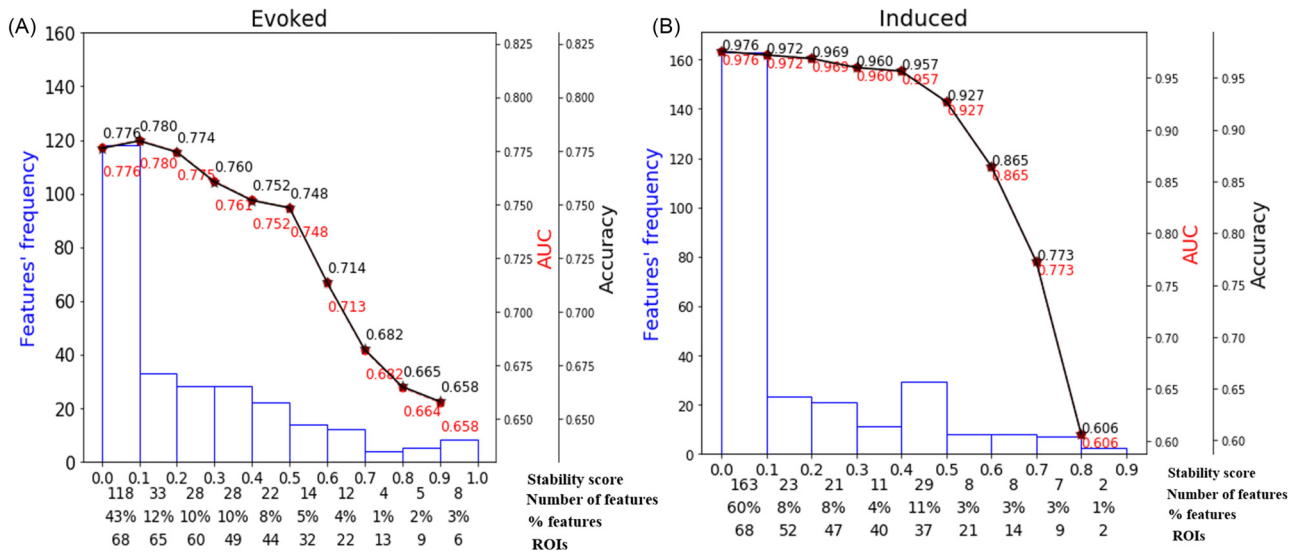 (A)
Evoked
160
140
120
100
80
60
40
20
0
Features' frequency
0.776 0.780 0.774 0.760 0.752 0.748 0.714 0.682 0.665 0.658
0.776 0.780 0.775 0.761 0.752 0.748 0.713 0.682 0.664 0.658
0.825 0.825
0.800 0.800
0.775 0.775
0.750 0.750
0.725 0.725
0.700 0.700
0.675 0.675
0.650 0.650
AUC
Accuracy
0.0 0.1 0.2 0.3 0.4 0.5 0.6 0.7 0.8 0.9 1.0 Stability score
118 33 28 28 22 14 12 4 5 8 Number of features
43% 12% 10% 10% 8% 5% 4% 1% 2% 3% % features
68 65 60 49 44 32 22 13 9 6 ROIs
(B)
Induced
160
140
120
100
80
60
40
20
0
Features' frequency
0.976 0.972 0.969 0.960 0.957 0.927 0.865 0.773 0.606
0.976 0.972 0.969 0.960 0.957 0.927 0.865 0.773 0.606
0.95 0.95
0.90 0.90
0.85 0.85
0.80 0.80
0.75 0.75
0.70 0.70
0.65 0.65
0.60 0.60
AUC
Accuracy
0.0 0.1 0.2 0.3 0.4 0.5 0.6 0.7 0.8 0.9 Stability score
163 23 21 11 29 8 8 7 2 Number of features
60% 8% 8% 4% 11% 3% 3% 3% 1% % features
68 52 47 40 37 21 14 9 2 ROIs